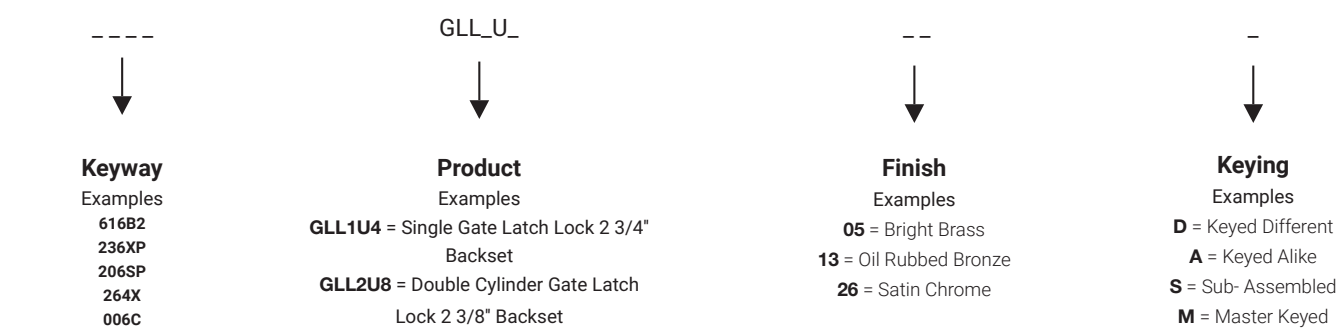 _ _ _ _
GLL_U_
_ _
_
Keyway
Examples
616B2
236XP
206SP
264X
006C
Product
Examples
GLL1U4 = Single Gate Latch Lock 2 3/4"
Backset
GLL2U8 = Double Cylinder Gate Latch
Lock 2 3/8" Backset
Finish
Examples
05 = Bright Brass
13 = Oil Rubbed Bronze
26 = Satin Chrome
Keying
Examples
D = Keyed Different
A = Keyed Alike
S = Sub- Assembled
M = Master Keyed